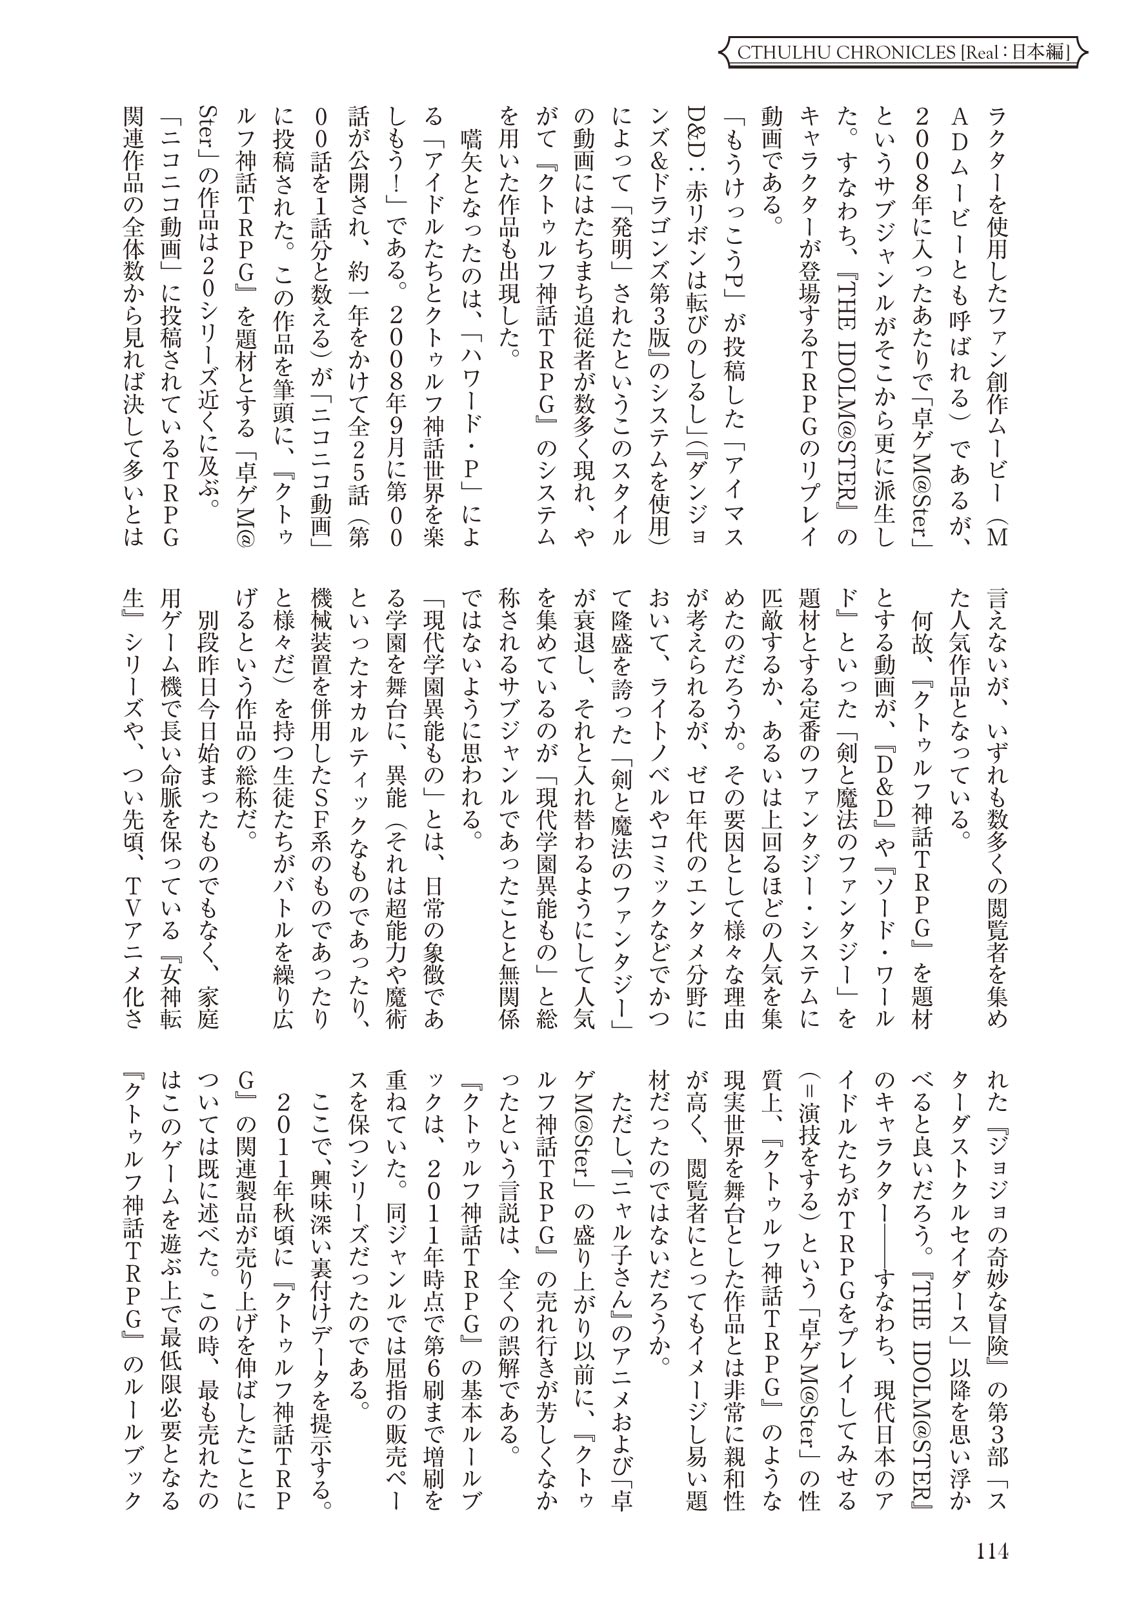 CTHULHU CHRONICLES [Real：日本編]
ラクターを使用したファン創作ムービー（M
ADムービーとも呼ばれる）であるが、
2008年に入ったあたりで「卓ゲM@Ster」
というサブジャンルがそこから更に派生し
た。すなわち、『THE IDOLM@STER』の
キャラクターが登場するTRPGのリプレイ
動画である。
「もうけっこうP」が投稿した「アイマス
D&D：赤リボンは転びのしるし」（『ダンジョ
ンズ&ドラゴンズ第3版』のシステムを使用）
によって「発明」されたというこのスタイル
の動画にはたちまち追従者が数多く現れ、や
がて『クトゥルフ神話TRPG』のシステム
を用いた作品も出現した。
嚆矢となったのは、「ハワード・P」によ
る「アイドルたちとクトゥルフ神話世界を楽
しもう！」である。2008年9月に第00
話が公開され、約一年をかけて全25話（第
00話を1話分と数える）が「ニコニコ動画」
に投稿された。この作品を筆頭に、『クトゥ
ルフ神話TRPG』を題材とする「卓ゲM@
Ster」の作品は20シリーズ近くに及ぶ。
「ニコニコ動画」に投稿されているTRPG
関連作品の全体数から見れば決して多いとは
言えないが、いずれも数多くの閲覧者を集め
た人気作品となっている。
何故、『クトゥルフ神話TRPG』を題材
とする動画が、『D&D』や『ソード・ワール
ド』といった「剣と魔法のファンタジー」を
題材とする定番のファンタジー・システムに
匹敵するか、あるいは上回るほどの人気を集
めたのだろうか。その要因として様々な理由
が考えられるが、ゼロ年代のエンタメ分野に
おいて、ライトノベルやコミックなどでかつ
て隆盛を誇った「剣と魔法のファンタジー」
が衰退し、それと入れ替わるようにして人気
を集めているのが「現代学園異能もの」と総
称されるサブジャンルであったことと無関係
ではないように思われる。
「現代学園異能もの」とは、日常の象徴であ
る学園を舞台に、異能（それは超能力や魔術
といったオカルティックなものであったり、
機械装置を併用したSF系のものであったり
と様々だ）を持つ生徒たちがバトルを繰り広
げるという作品の総称だ。
別段昨日今日始まったものでもなく、家庭
用ゲーム機で長い命脈を保っている『女神転
生』シリーズや、つい先頃、TVアニメ化さ
れた『ジョジョの奇妙な冒険』の第3部「ス
ターダストクルセイダース」以降を思い浮か
べると良いだろう。『THE IDOLM@STER』
のキャラクター――すなわち、現代日本のア
イドルたちがTRPGをプレイしてみせる
（＝演技をする）という「卓ゲM@Ster」の性
質上、『クトゥルフ神話TRPG』のような
現実世界を舞台とした作品とは非常に親和性
が高く、閲覧者にとってもイメージし易い題
材だったのではないだろうか。
ただし、『ニャル子さん』のアニメおよび「卓
ゲM@Ster」の盛り上がり以前に、『クトゥ
ルフ神話TRPG』の売れ行きが芳しくなか
ったという言説は、全くの誤解である。
『クトゥルフ神話TRPG』の基本ルールブ
ックは、2011年時点で第6刷まで増刷を
重ねていた。同ジャンルでは屈指の販売ペー
スを保つシリーズだったのである。
ここで、興味深い裏付けデータを提示する。
2011年秋頃に『クトゥルフ神話TRP
G』の関連製品が売り上げを伸ばしたことに
ついては既に述べた。この時、最も売れたの
はこのゲームを遊ぶ上で最低限必要となる
『クトゥルフ神話TRPG』のルールブック
114